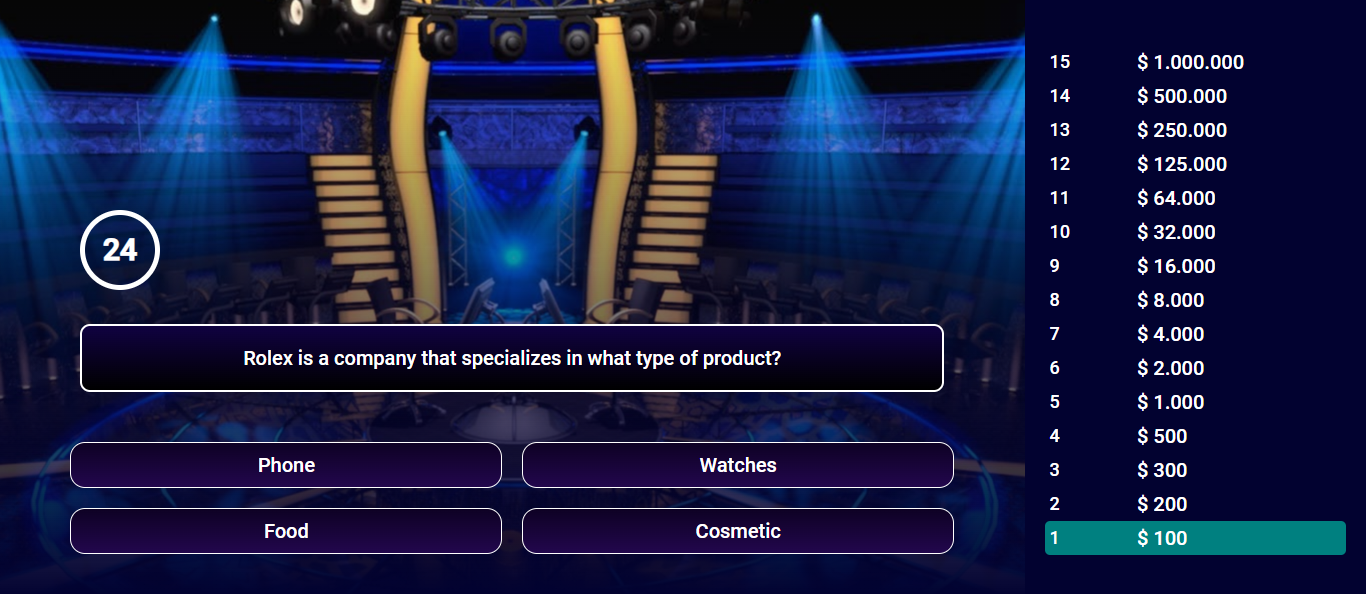 24
Rolex is a company that specializes in what type of product?
Phone
Watches
Food
Cosmetic
15 $ 1.000.000
14 $ 500.000
13 $ 250.000
12 $ 125.000
11 $ 64.000
10 $ 32.000
9 $ 16.000
8 $ 8.000
7 $ 4.000
6 $ 2.000
5 $ 1.000
4 $ 500
3 $ 300
2 $ 200
1 $ 100